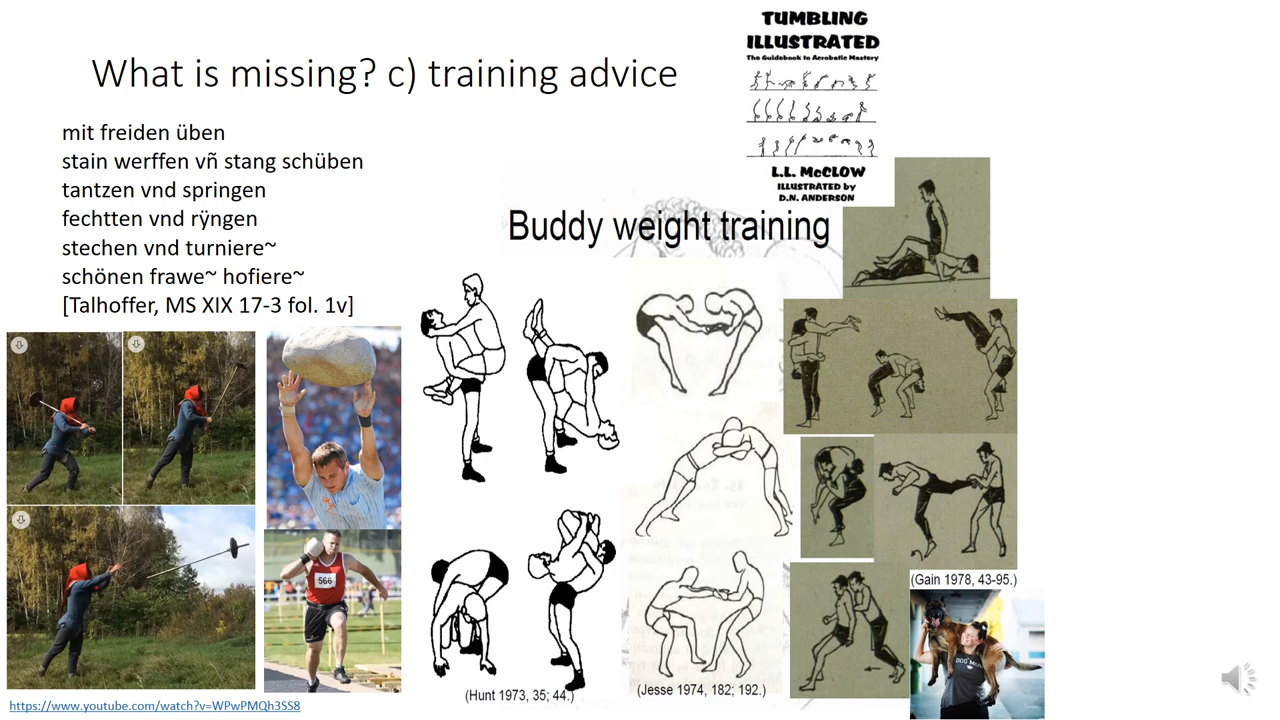 What is missing? c) training advice
mit freiden üben
stain werffen vñ stang schüben
tantzen vnd springen
fechtten vnd rÿngen
stechen vnd turniere~
schönen frawe~ hofiere~
[Talhoffer, MS XIX 17-3 fol. 1v]
TUMBLING
ILLUSTRATED
The Guidebook to Acrobatic Mastery
L.L. McCLOW
ILLUSTRATED by
D.N. ANDERSON
Buddy weight training
566
(Hunt 1973, 35; 44.)
(Jesse 1974, 182; 192.)
(Gain 1978, 43-95.)
https://www.youtube.com/watch?v=WPwPMQh3SS8